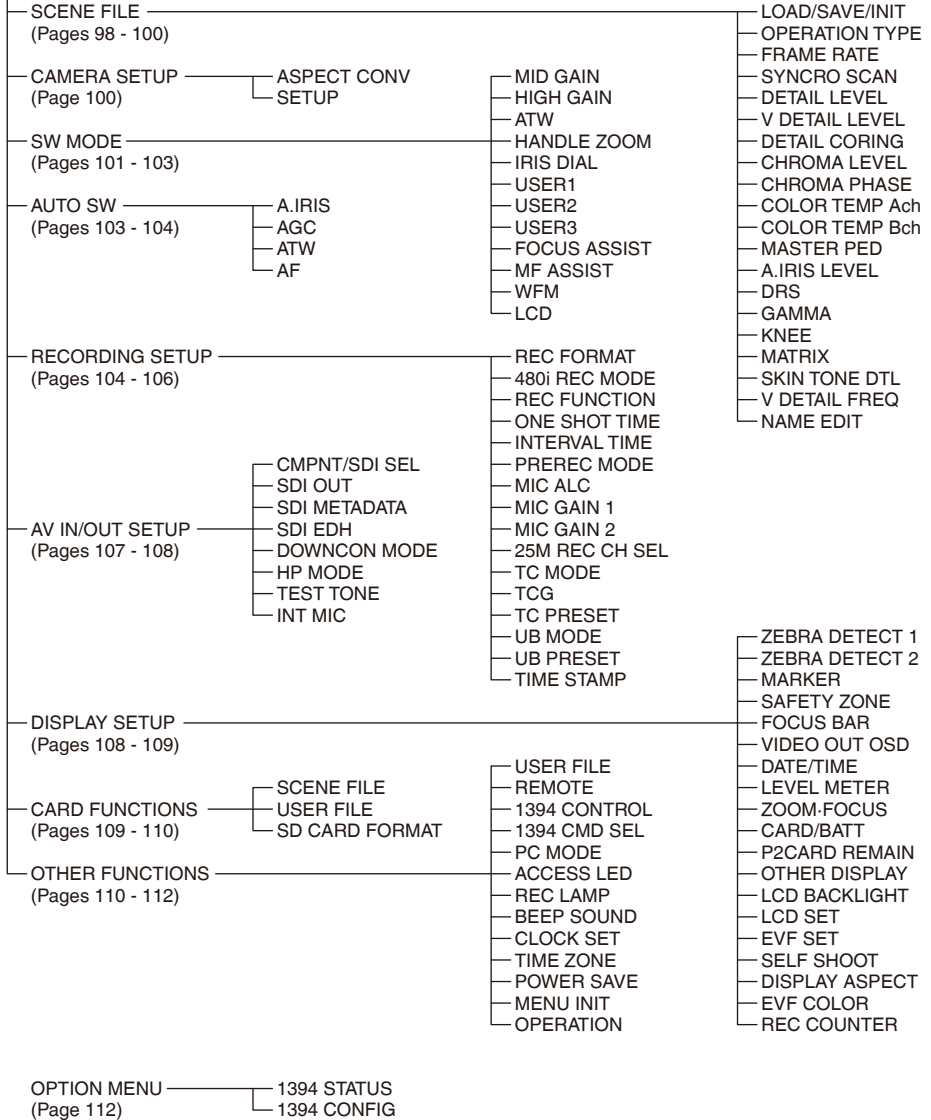 SCENE FILE
(Pages 98 - 100)
LOAD/SAVE/INIT
OPERATION TYPE
FRAME RATE
SYNCRO SCAN
DETAIL LEVEL
V DETAIL LEVEL
DETAIL CORING
CHROMA LEVEL
CHROMA PHASE
COLOR TEMP Ach
COLOR TEMP Bch
MASTER PED
A.IRIS LEVEL
DRS
GAMMA
KNEE
MATRIX
SKIN TONE DTL
V DETAIL FREQ
NAME EDIT
CAMERA SETUP
(Page 100)
ASPECT CONV
SETUP
SW MODE
(Pages 101 - 103)
MID GAIN
HIGH GAIN
ATW
HANDLE ZOOM
IRIS DIAL
USER1
USER2
USER3
FOCUS ASSIST
MF ASSIST
WFM
LCD
AUTO SW
(Pages 103 - 104)
A.IRIS
AGC
ATW
AF
RECORDING SETUP
(Pages 104 - 106)
REC FORMAT
480i REC MODE
REC FUNCTION
ONE SHOT TIME
INTERVAL TIME
PREREC MODE
MIC ALC
MIC GAIN 1
MIC GAIN 2
25M REC CH SEL
TC MODE
TCG
TC PRESET
UB MODE
UB PRESET
TIME STAMP
AV IN/OUT SETUP
(Pages 107 - 108)
CMPNT/SDI SEL
SDI OUT
SDI METADATA
SDI EDH
DOWNCON MODE
HP MODE
TEST TONE
INT MIC
DISPLAY SETUP
(Pages 108 - 109)
ZEBRA DETECT 1
ZEBRA DETECT 2
MARKER
SAFETY ZONE
FOCUS BAR
VIDEO OUT OSD
DATE/TIME
LEVEL METER
ZOOM·FOCUS
CARD/BATT
P2CARD REMAIN
OTHER DISPLAY
LCD BACKLIGHT
LCD SET
EVF SET
SELF SHOOT
DISPLAY ASPECT
EVF COLOR
REC COUNTER
CARD FUNCTIONS
(Pages 109 - 110)
SCENE FILE
USER FILE
SD CARD FORMAT
OTHER FUNCTIONS
(Pages 110 - 112)
USER FILE
REMOTE
1394 CONTROL
1394 CMD SEL
PC MODE
ACCESS LED
REC LAMP
BEEP SOUND
CLOCK SET
TIME ZONE
POWER SAVE
MENU INIT
OPERATION
OPTION MENU
(Page 112)
1394 STATUS
1394 CONFIG